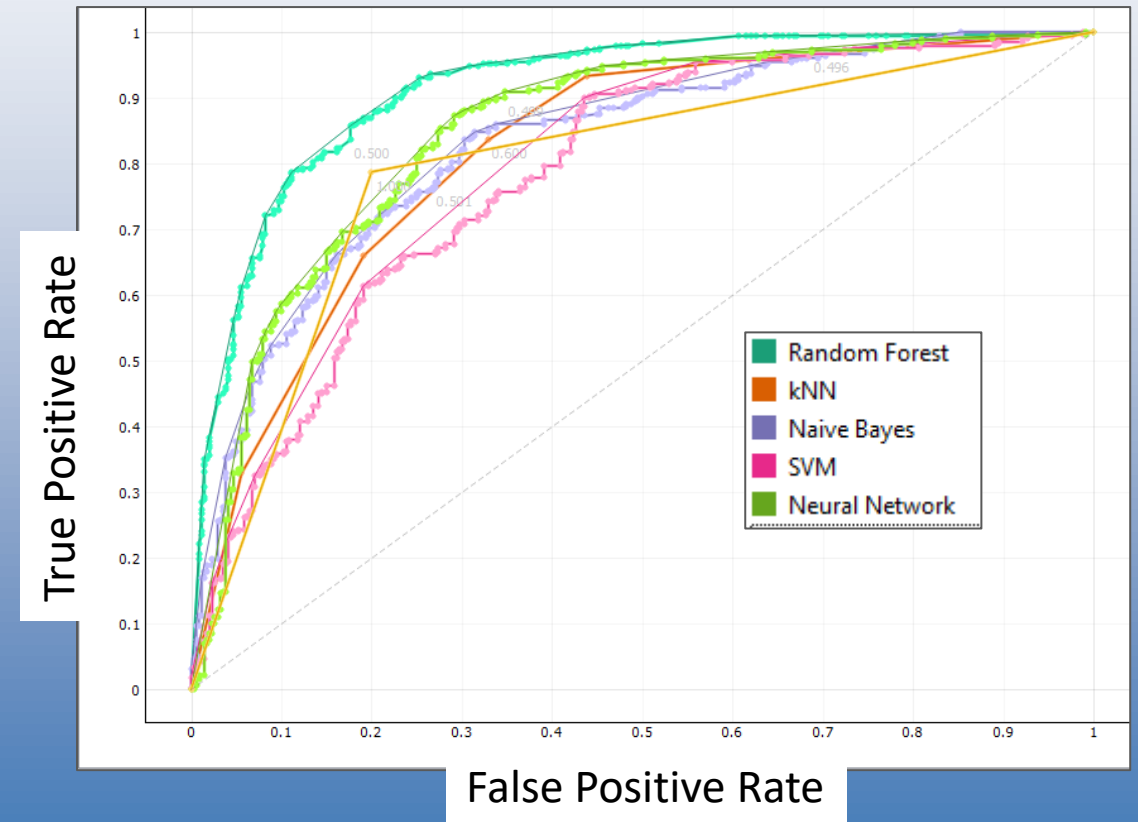 1
0.9
0.8
0.7
0.6
0.5
0.4
0.3
0.2
0.1
0
True Positive Rate
0.496
0.500
0.600
0.501
Random Forest
kNN
Naive Bayes
SVM
Neural Network
0 0.1 0.2 0.3 0.4 0.5 0.6 0.7 0.8 0.9 1
False Positive Rate